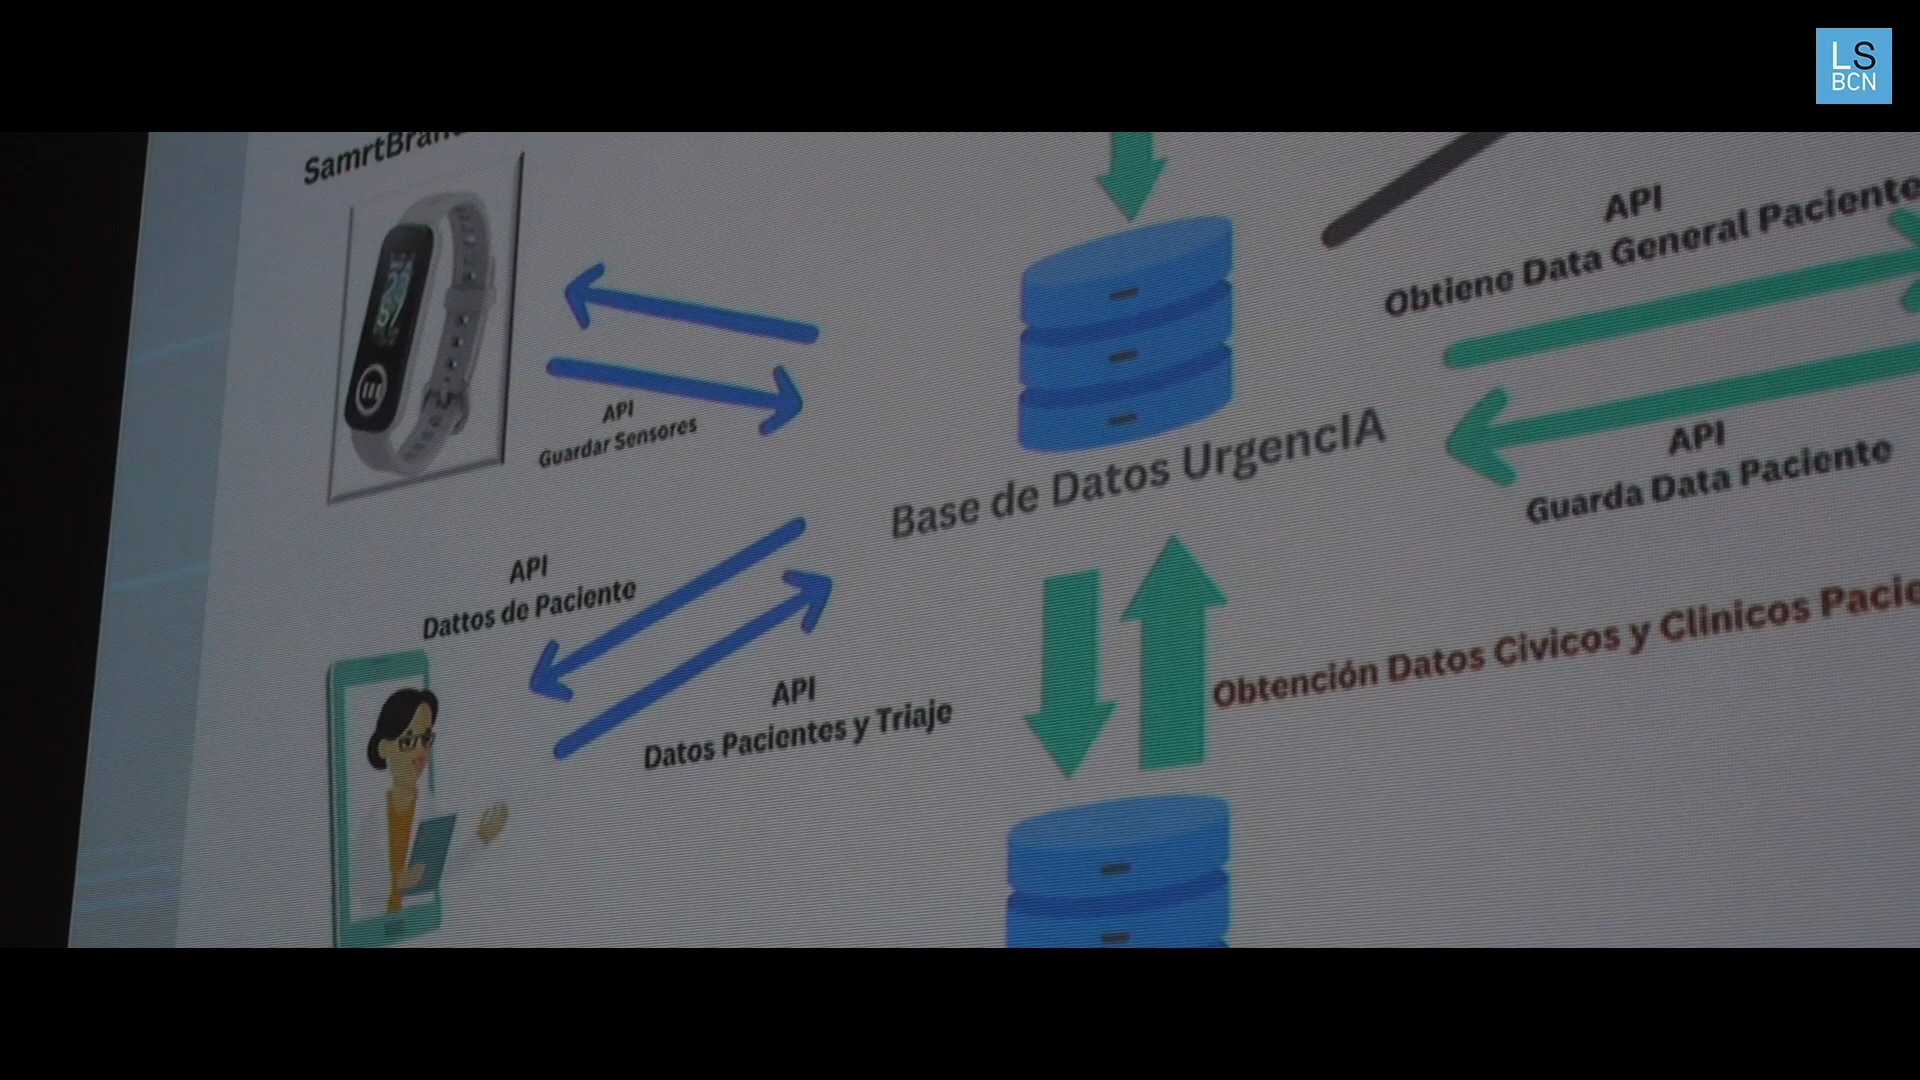 LS
BCN
SamrtBran
API
Obtiene Data General Paciente
API
Guardar Sensores
API
Guarda Data Paciente
Base de Datos UrgencIA
API
Dattos de Paciente
Obtención Datos Civicos y Clinicos Pacie
API
Datos Pacientes y Triaje